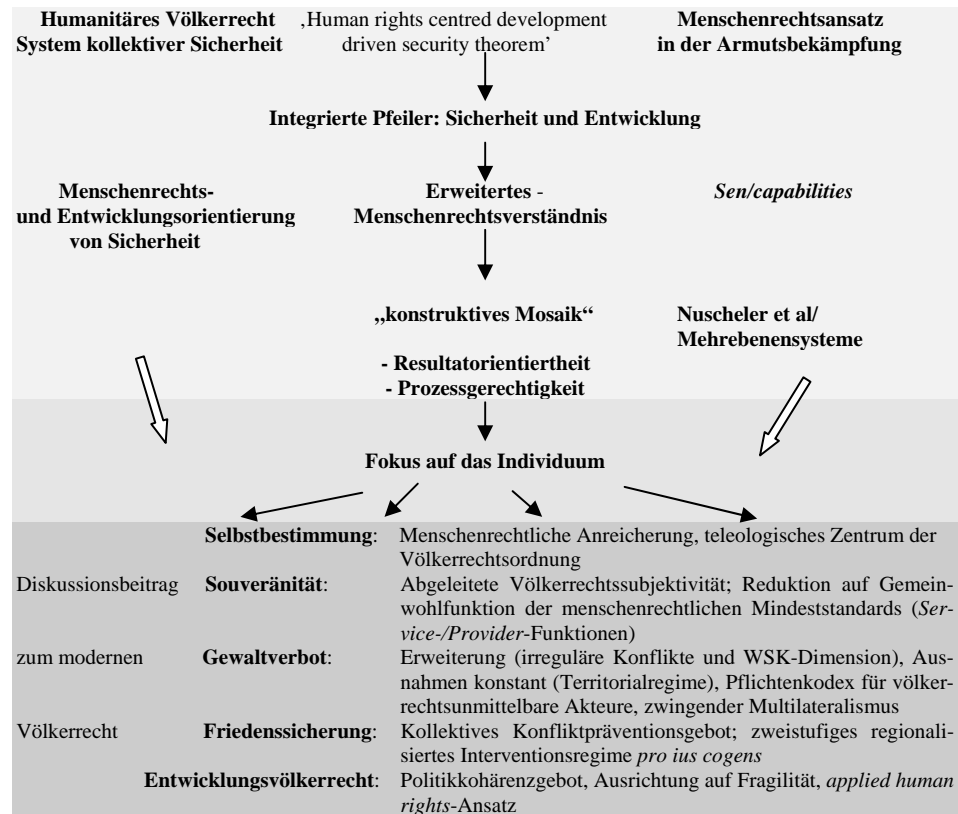 Humanitäres Völkerrecht ‚Human rights centred development Menschenrechtsansatz
System kollektiver Sicherheit driven security theorem’ in der Armutsbekämpfung
Integrierte Pfeiler: Sicherheit und Entwicklung
Menschenrechts- Erweitertes - Sen/capabilities
und Entwicklungsorientierung Menschenrechtsverständnis
von Sicherheit
„konstruktives Mosaik“ Nuscheler et al/
Mehrebenensysteme
- Resultatorientiertheit
- Prozessgerechtigkeit
Fokus auf das Individuum
Selbstbestimmung: Menschenrechtliche Anreicherung, teleologisches Zentrum der
Völkerrechtsordnung
Diskussionsbeitrag Souveränität: Abgeleitete Völkerrechtssubjektivität; Reduktion auf Gemein-
wohlfunktion der menschenrechtlichen Mindeststandards (Ser-
vice-/Provider-Funktionen)
zum modernen Gewaltverbot: Erweiterung (irreguläre Konflikte und WSK-Dimension), Aus-
nahmen konstant (Territorialregime), Pflichtenkodex für völker-
rechtsunmittelbare Akteure, zwingender Multilateralismus
Völkerrecht Friedenssicherung: Kollektives Konfliktpräventionsgebot; zweistufiges regionali-
siertes Interventionsregime pro ius cogens
Entwicklungsvölkerrecht: Politikkohärenzgebot, Ausrichtung auf Fragilität, applied human
rights-Ansatz